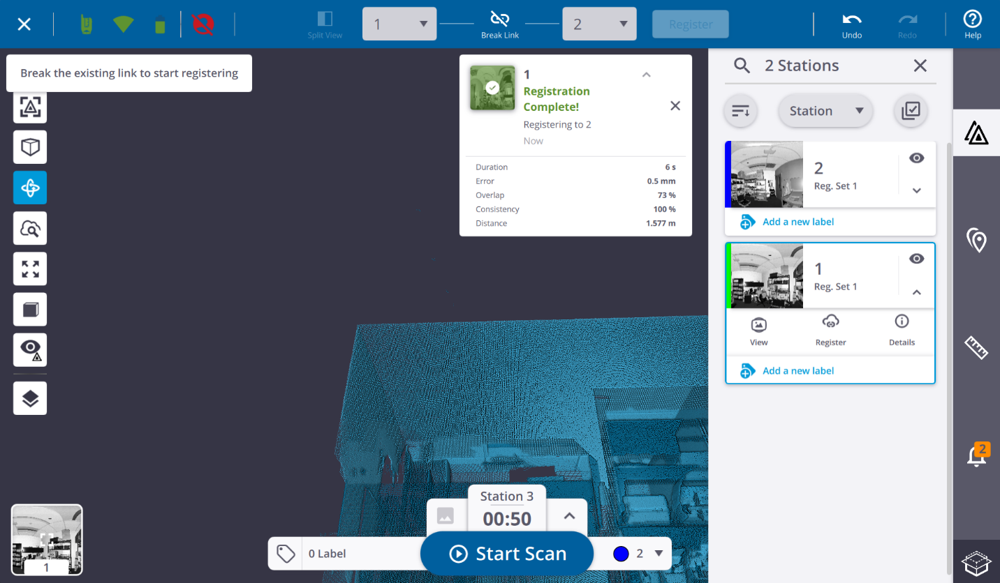 Split View
1
Break Link
2
Register
Undo
Redo
Help
Break the existing link to start registering
1
Registration
Complete!
Registering to 2
Now
Duration 6 s
Error 0.5 mm
Overlap 73 %
Consistency 100 %
Distance 1.577 m
2 Stations
Station
2
Reg. Set 1
Add a new label
1
Reg. Set 1
View
Register
Details
Add a new label
2
Station 3
00:50
0 Label
Start Scan
2
1